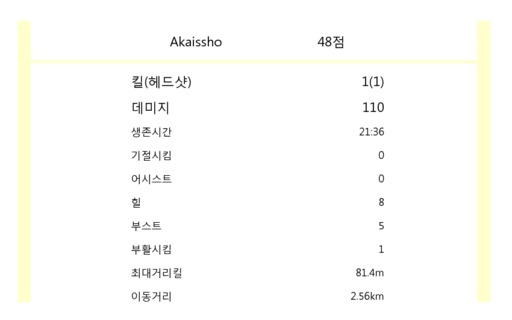 Akaissho 48점
킬(헤드샷) 1(1)
데미지 110
생존시간 21:36
기절시킴 0
어시스트 0
힐 8
부스트 5
부활시킴 1
최대거리킬 81.4m
이동거리 2.56km